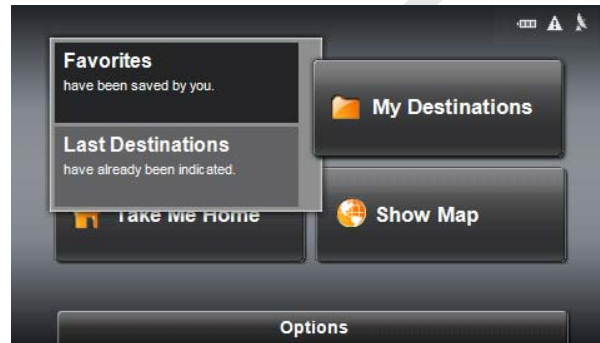 Favorites
have been saved by you.
My Destinations
Last Destinations
have already been indicated.
Take Me Home
Show Map
Options